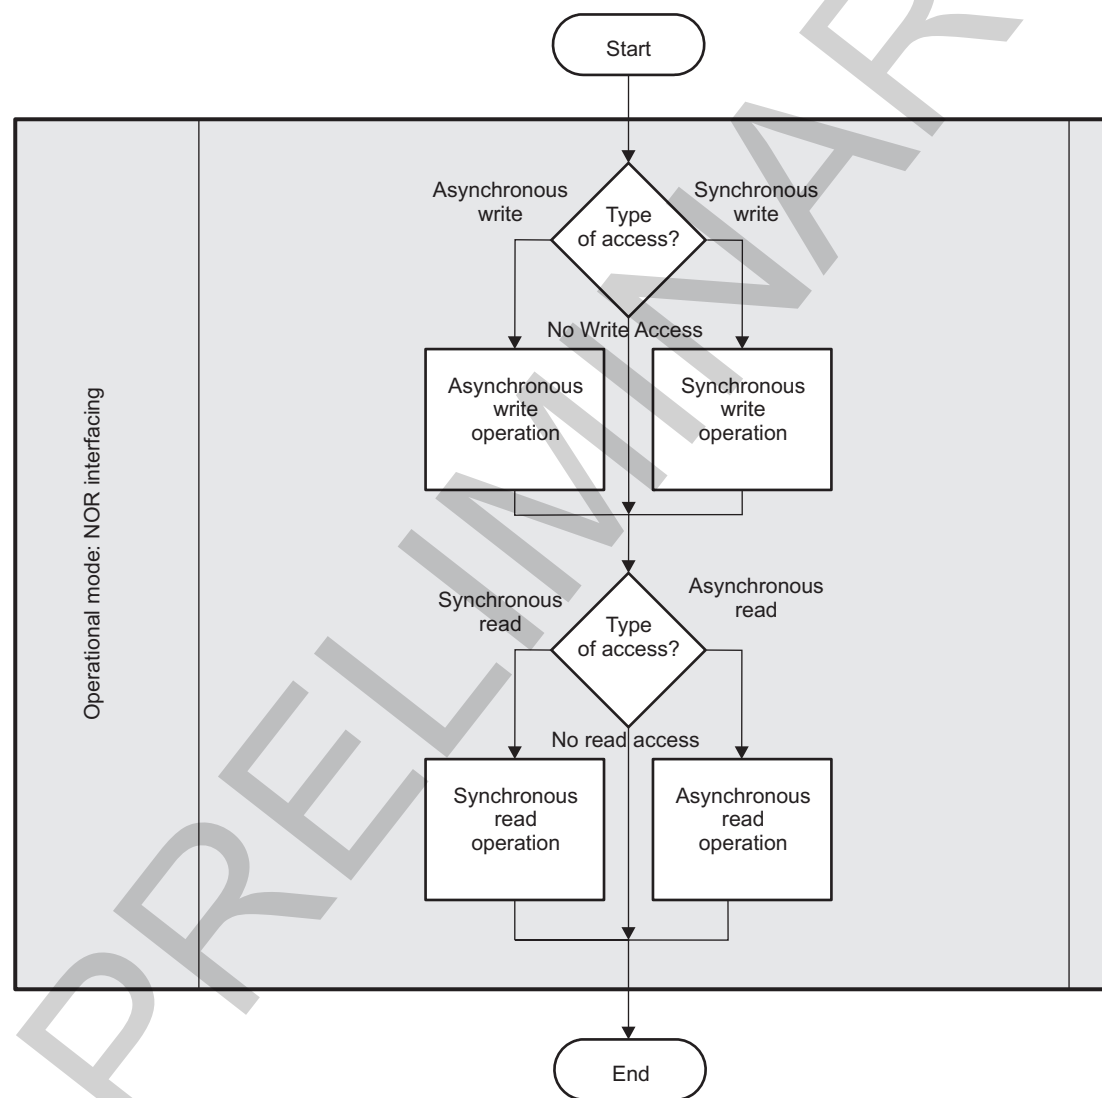 Start
Asynchronous
write
Synchronous
write
Type
of access?
No Write Access
Asynchronous
write
operation
Synchronous
write
operation
Operational mode: NOR interfacing
Synchronous
read
Asynchronous
read
Type
of access?
No read access
Synchronous
read
operation
Asynchronous
read
operation
End
PRELIMINAR